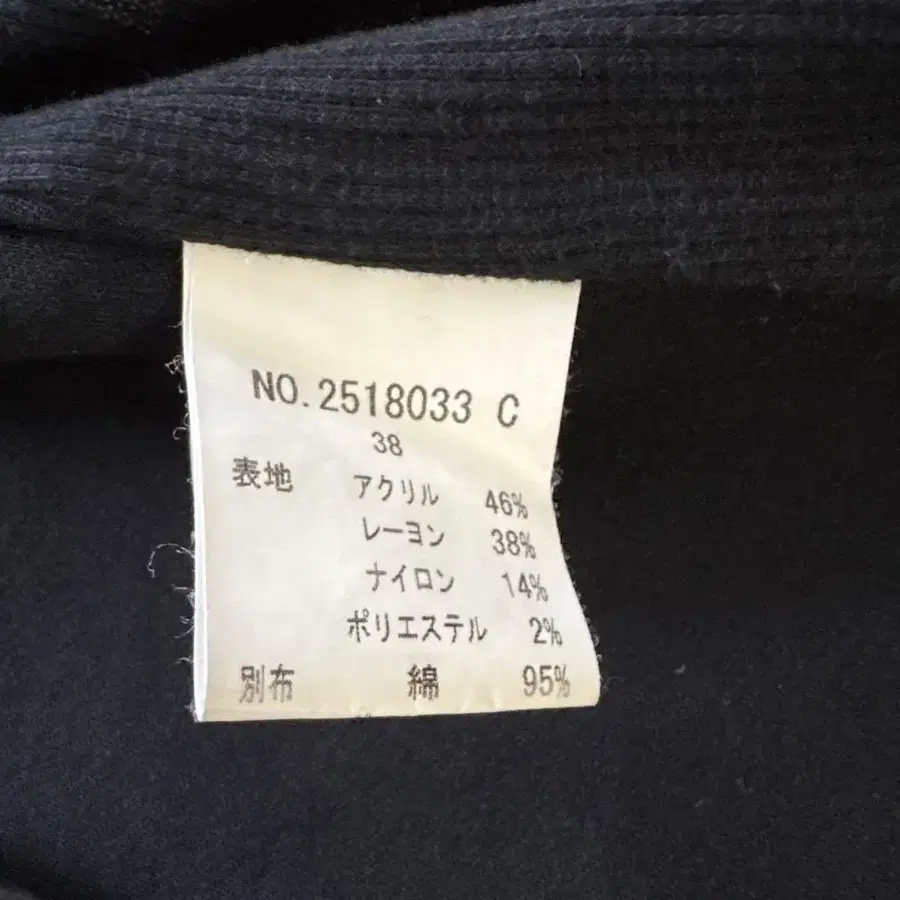 NO.2518033 C
38
表地 アクリル 46%
レーヨン 38%
ナイロン 14%
ポリエステル 2%
別布 綿 95%